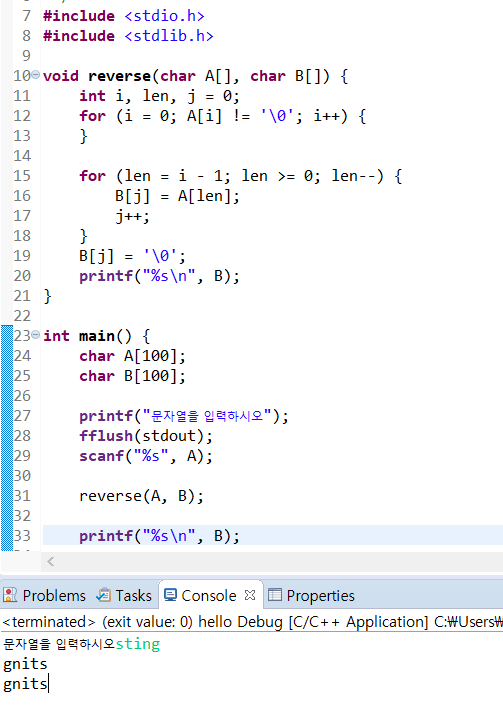 7 #include <stdio.h>
8 #include <stdlib.h>
9
10 void reverse(char A[], char B[]) {
11     int i, len, j = 0;
12     for (i = 0; A[i] != '\0'; i++) {
13     }
14
15     for (len = i - 1; len >= 0; len--) {
16         B[j] = A[len];
17         j++;
18     }
19     B[j] = '\0';
20     printf("%s\n", B);
21 }
22
23 int main() {
24     char A[100];
25     char B[100];
26
27     printf("문자열을 입력하시오");
28     fflush(stdout);
29     scanf("%s", A);
30
31     reverse(A, B);
32
33     printf("%s\n", B);
Problems Tasks Console Properties
<terminated> (exit value: 0) hello Debug [C/C++ Application] C:₩Users₩
문자열을 입력하시오sting
gnits
gnits